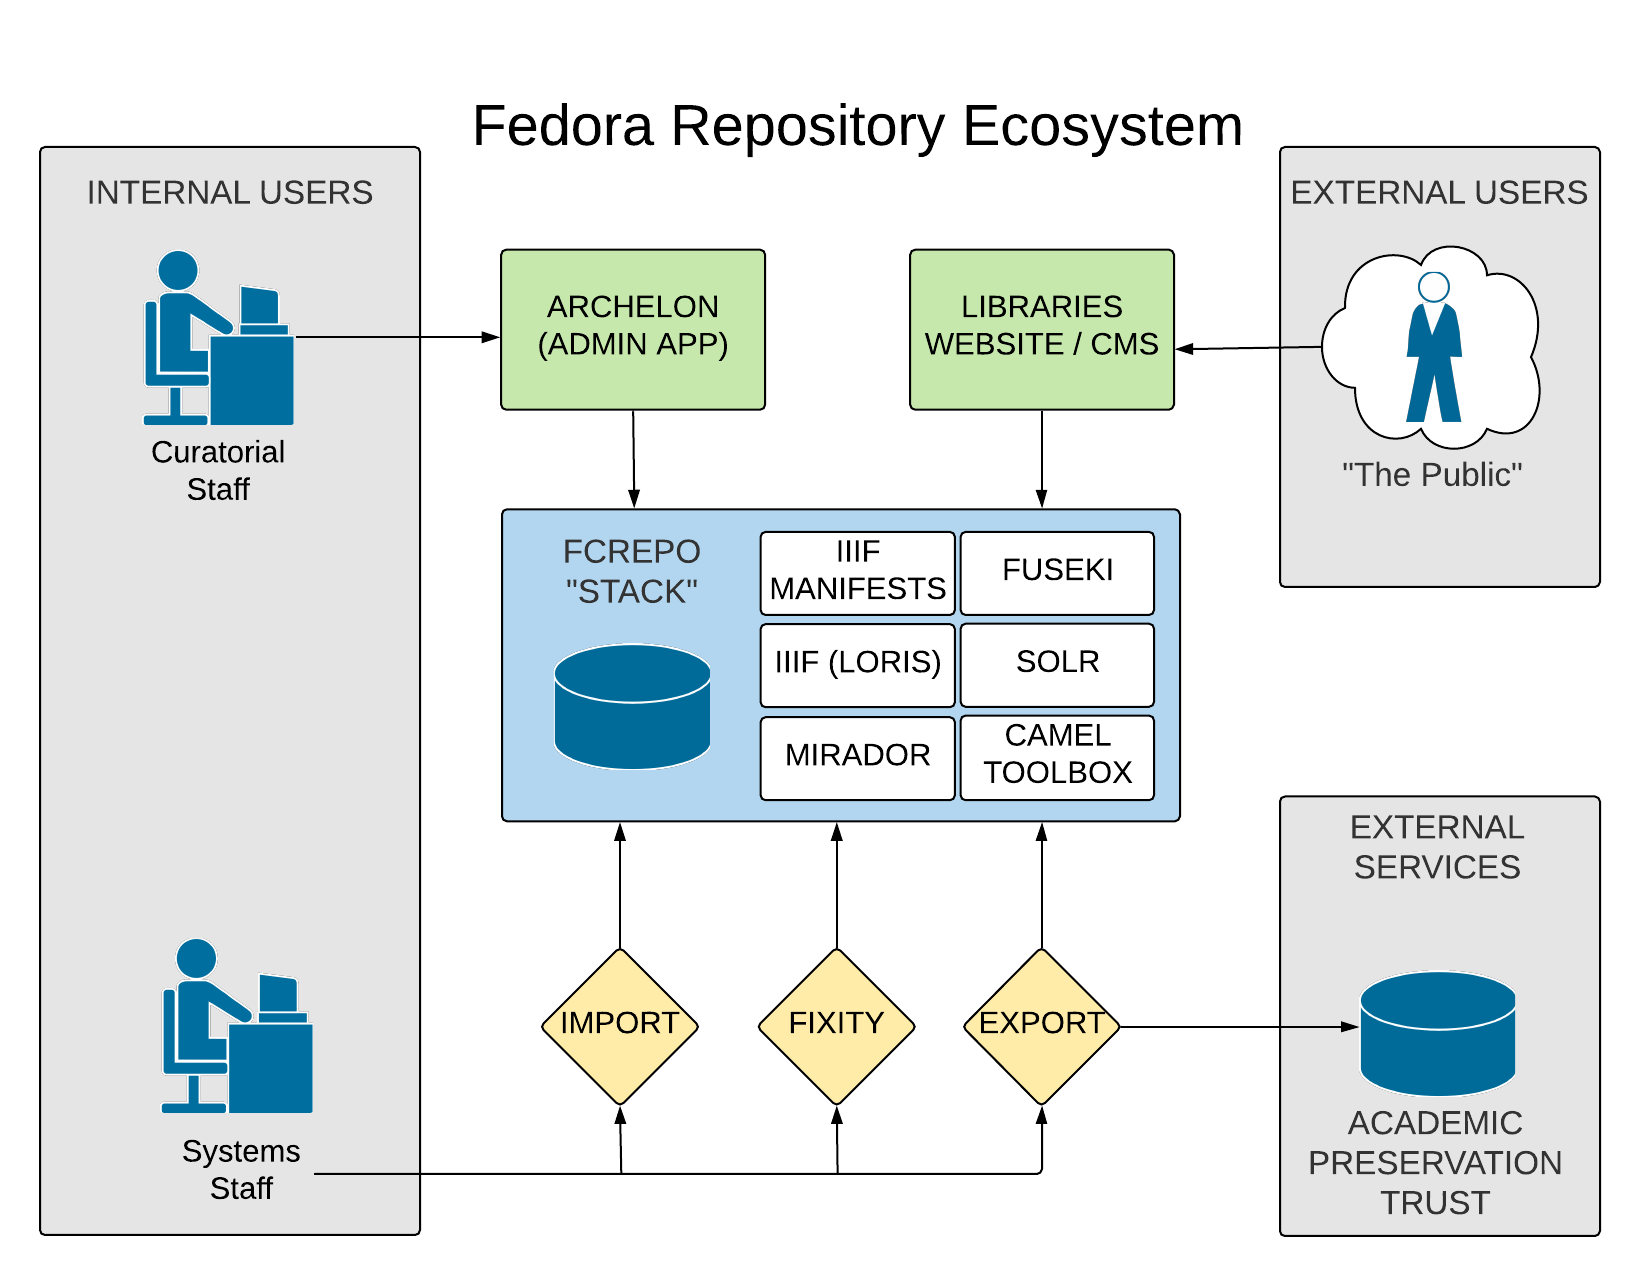 Fedora Repository Ecosystem
INTERNAL USERS
Curatorial
Staff
Systems
Staff
ARCHELON
(ADMIN APP)
LIBRARIES
WEBSITE / CMS
EXTERNAL USERS
"The Public"
FCREPO
"STACK"
IIIF
MANIFESTS
FUSEKI
IIIF (LORIS)
SOLR
MIRADOR
CAMEL
TOOLBOX
IMPORT
FIXITY
EXPORT
EXTERNAL
SERVICES
ACADEMIC
PRESERVATION
TRUST